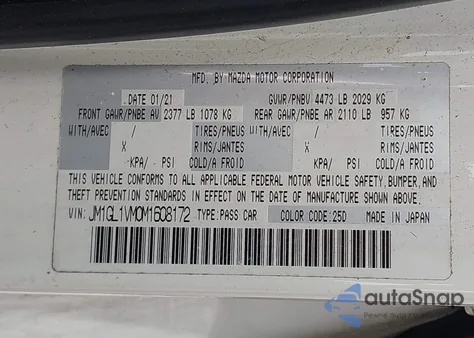 MFD. BY MAZDA MOTOR CORPORATION
DATE 01/21 GVWR/PNBV 4473 LB 2029 KG
FRONT GAWR/PNBE AV 2377 LB 1078 KG REAR GAWR/PNBE AR 2110 LB 957 KG
WITH/AVEC / TIRES/PNEUS WITH/AVEC / TIRES/PNEUS
X RIMS/JANTES X RIMS/JANTES
-KPA/- PSI COLD/A FROID -KPA/- PSI COLD/A FROID
THIS VEHICLE CONFORMS TO ALL APPLICABLE FEDERAL MOTOR VEHICLE SAFETY, BUMPER, AND
THEFT PREVENTION STANDARDS IN EFFECT ON THE DATE OF MANUFACTURE SHOWN ABOVE.
VIN: JM1GL1VM0M1608172 TYPE: PASS CAR COLOR CODE: 25D MADE IN JAPAN
autoSnap